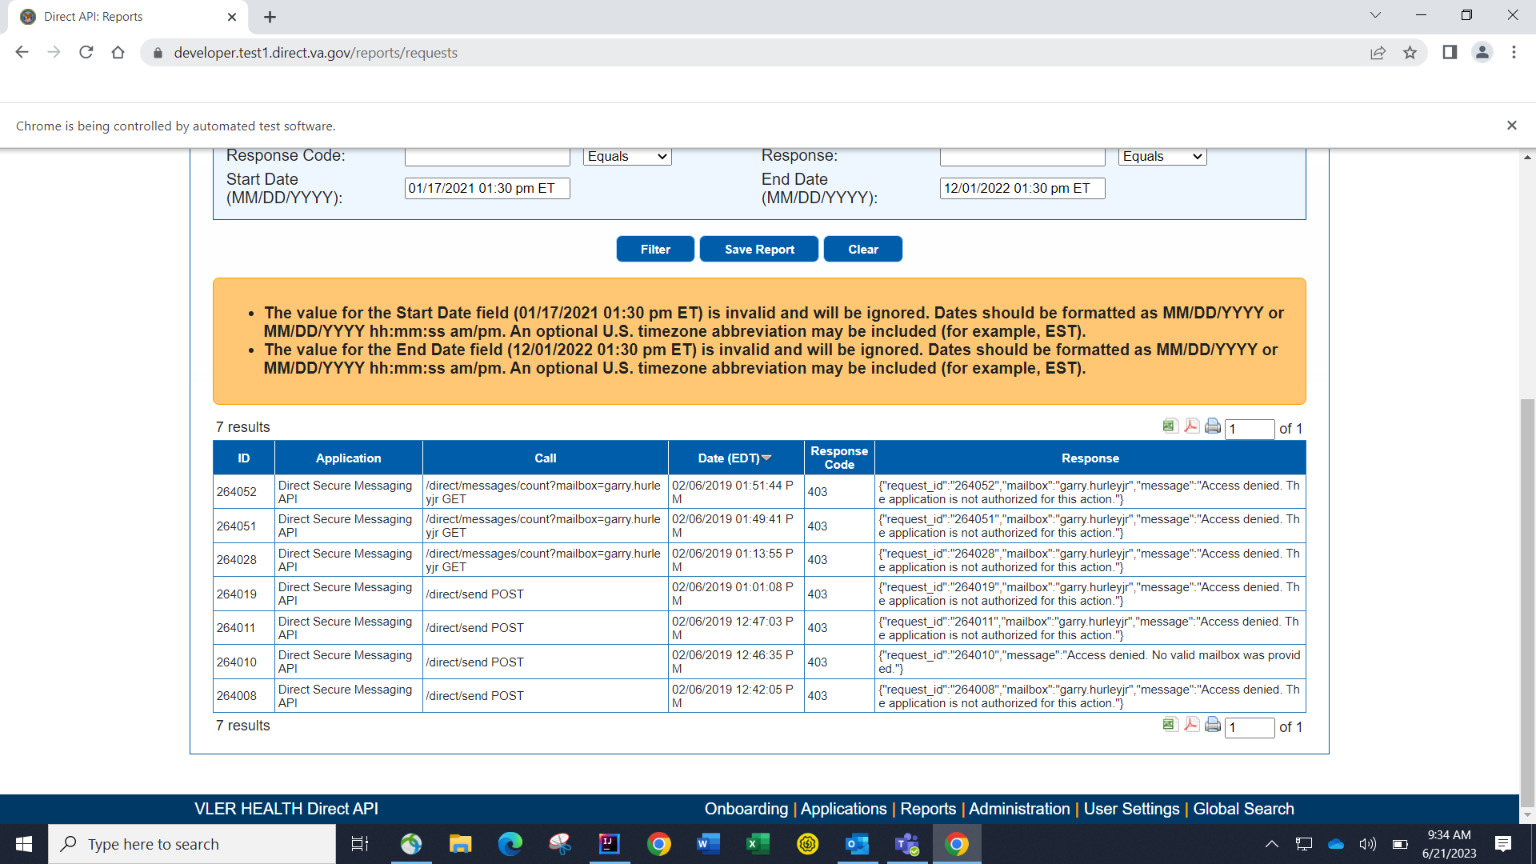 Direct API: Reports
developer.test1.direct.va.gov/reports/requests
Chrome is being controlled by automated test software.
Response Code: Equals Response: Equals
Start Date
(MM/DD/YYYY): 01/17/2021 01:30 pm ET
End Date
(MM/DD/YYYY): 12/01/2022 01:30 pm ET
Filter Save Report Clear
• The value for the Start Date field (01/17/2021 01:30 pm ET) is invalid and will be ignored. Dates should be formatted as MM/DD/YYYY or
MM/DD/YYYY hh:mm:ss am/pm. An optional U.S. timezone abbreviation may be included (for example, EST).
• The value for the End Date field (12/01/2022 01:30 pm ET) is invalid and will be ignored. Dates should be formatted as MM/DD/YYYY or
MM/DD/YYYY hh:mm:ss am/pm. An optional U.S. timezone abbreviation may be included (for example, EST).
7 results 1 of 1
ID Application Call Date (EDT) Response Code Response
264052 Direct Secure Messaging /direct/messages/count?mailbox=garry.hurle 02/06/2019 01:51:44 P 403 {"request_id":"264052","mailbox":"garry.hurleyjr","message":"Access denied. Th
API yjr GET M e application is not authorized for this action."}
264051 Direct Secure Messaging /direct/messages/count?mailbox=garry.hurle 02/06/2019 01:49:41 P 403 {"request_id":"264051","mailbox":"garry.hurleyjr","message":"Access denied. Th
API yjr GET M e application is not authorized for this action."}
264028 Direct Secure Messaging /direct/messages/count?mailbox=garry.hurle 02/06/2019 01:13:55 P 403 {"request_id":"264028","mailbox":"garry.hurleyjr","message":"Access denied. Th
API yjr GET M e application is not authorized for this action."}
264019 Direct Secure Messaging /direct/send POST 02/06/2019 01:01:08 P 403 {"request_id":"264019","mailbox":"garry.hurleyjr","message":"Access denied. Th
API M e application is not authorized for this action."}
264011 Direct Secure Messaging /direct/send POST 02/06/2019 12:47:03 P 403 {"request_id":"264011","mailbox":"garry.hurleyjr","message":"Access denied. Th
API M e application is not authorized for this action."}
264010 Direct Secure Messaging /direct/send POST 02/06/2019 12:46:35 P 403 {"request_id":"264010","message":"Access denied. No valid mailbox was provid
API M ed."}
264008 Direct Secure Messaging /direct/send POST 02/06/2019 12:42:05 P 403 {"request_id":"264008","mailbox":"garry.hurleyjr","message":"Access denied. Th
API M e application is not authorized for this action."}
7 results 1 of 1
VLER HEALTH Direct API Onboarding | Applications | Reports | Administration | User Settings | Global Search
Type here to search
9:34 AM
6/21/2023